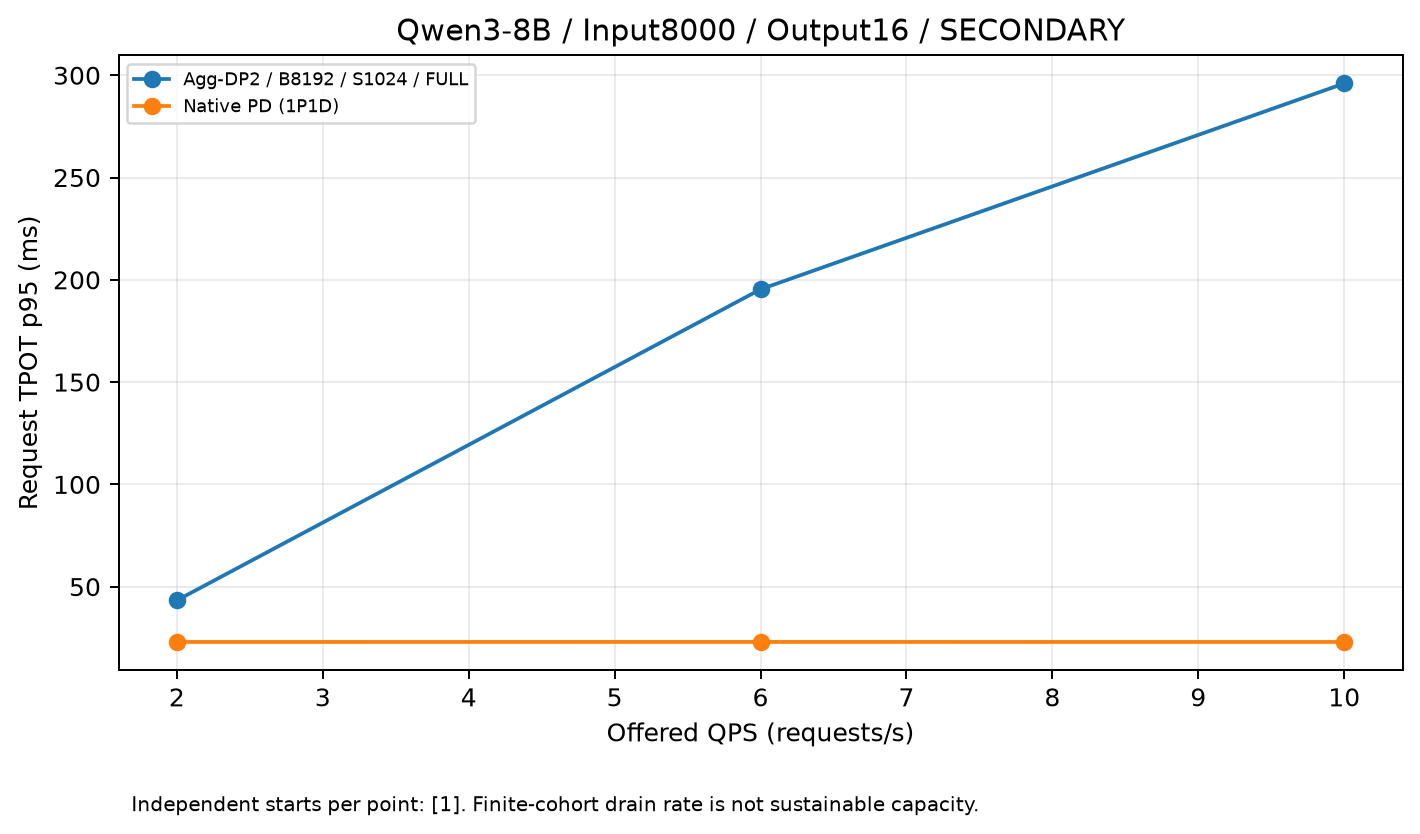 Qwen3-8B / Input8000 / Output16 / SECONDARY
Agg-DP2 / B8192 / S1024 / FULL
Native PD (1P1D)
Request TPOT p95 (ms)
300
250
200
150
100
50
2 3 4 5 6 7 8 9 10
Offered QPS (requests/s)
Independent starts per point: [1]. Finite-cohort drain rate is not sustainable capacity.